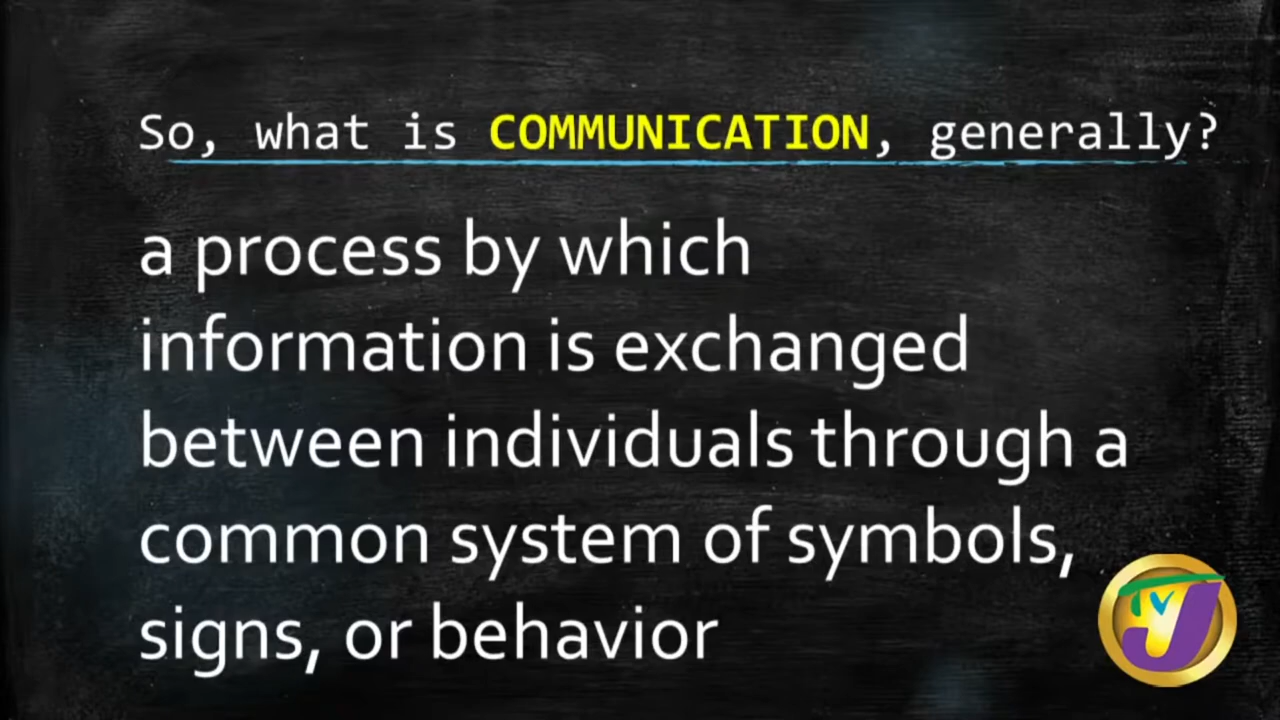 So, what is COMMUNICATION, generally?
a process by which
information is exchanged
between individuals through a
common system of symbols,
signs, or behavior
TVJ